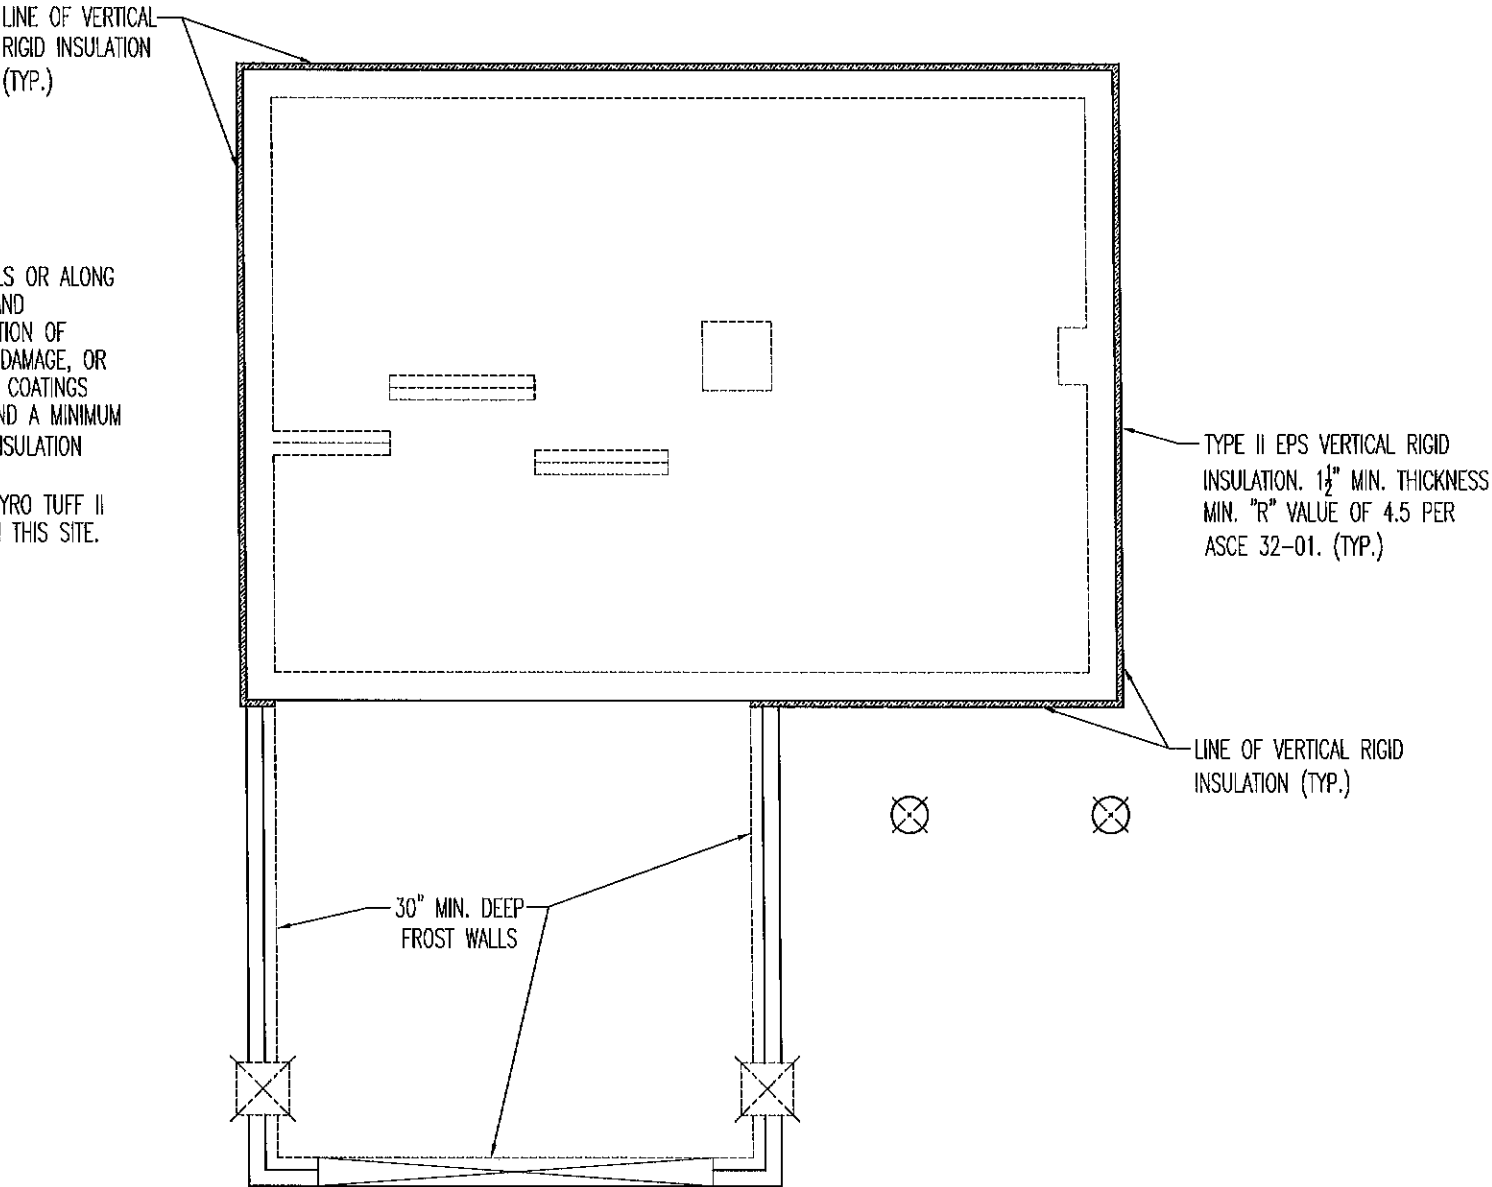 LINE OF VERTICAL
RIGID INSULATION
(TYP.)
LS OR ALONG
AND
TION OF
DAMAGE, OR
COATINGS
ND A MINIMUM
NSULATION
YRO TUFF II
THIS SITE.
TYPE II EPS VERTICAL RIGID
INSULATION. 1½" MIN. THICKNESS
MIN. "R" VALUE OF 4.5 PER
ASCE 32-01. (TYP.)
LINE OF VERTICAL RIGID
INSULATION (TYP.)
30" MIN. DEEP
FROST WALLS